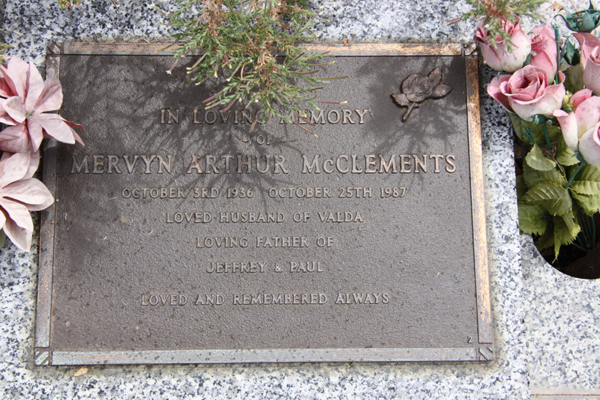 IN LOVING MEMORY
OF
MERVYN ARTHUR McCLEMENTS
OCTOBER 3RD 1936 OCTOBER 25TH 1987
LOVED HUSBAND OF VALDA
LOVING FATHER OF
JEFFREY & PAUL
LOVED AND REMEMBERED ALWAYS
2